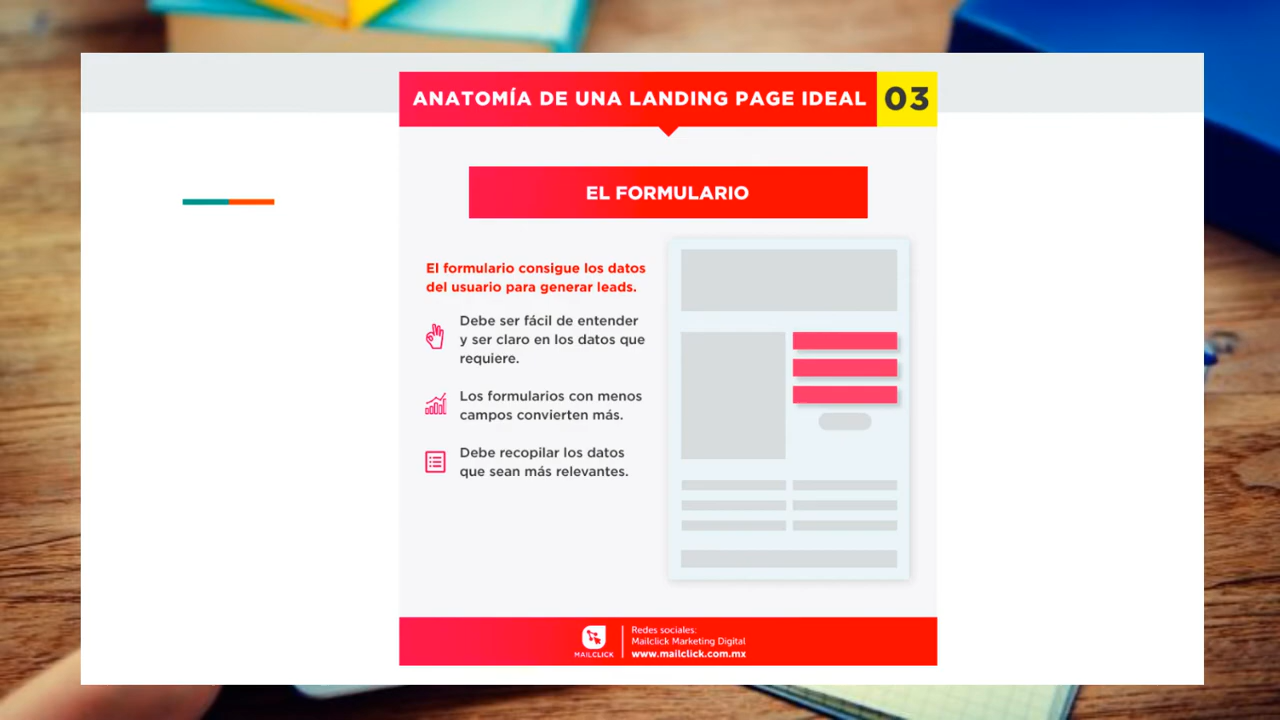 ANATOMÍA DE UNA LANDING PAGE IDEAL
03
EL FORMULARIO
El formulario consigue los datos
del usuario para generar leads.
Debe ser fácil de entender
y ser claro en los datos que
requiere.
Los formularios con menos
campos convierten más.
Debe recopilar los datos
que sean más relevantes.
MAILCLICK
Redes sociales:
Mailclick Marketing Digital
www.mailclick.com.mx